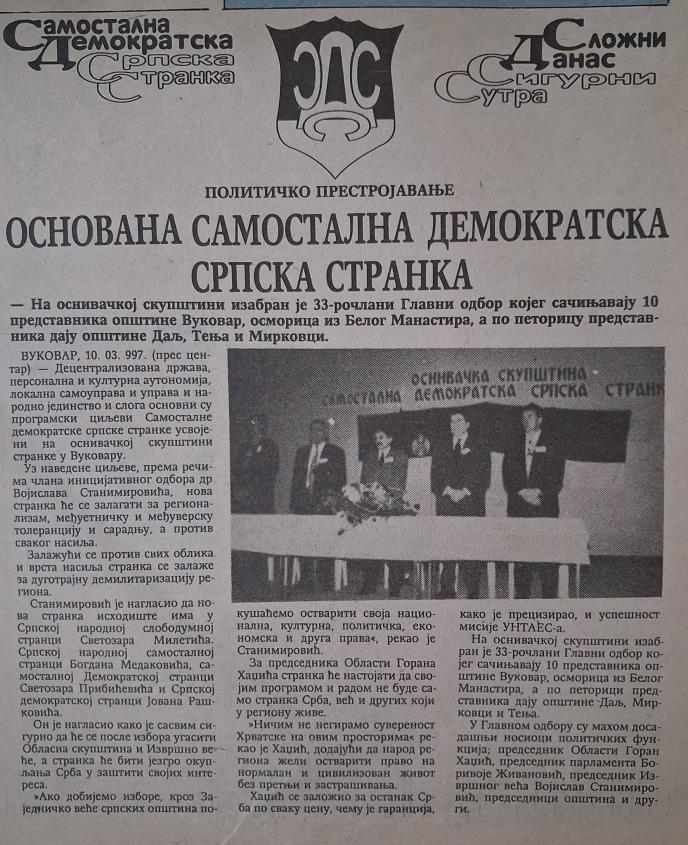 Самостална
Демократска
Српска
Странка
СДСС
Сложни
Данас
Сигурни
Сутра
ПОЛИТИЧКО ПРЕСТРОЈАВАЊЕ
ОСНОВАНА САМОСТАЛНА ДЕМОКРАТСКА
СРПСКА СТРАНКА
— На оснивачкој скупштини изабран је 33-рочлани Главни одбор којег сачињавају 10
представника општине Вуковар, осморица из Белог Манастира, а по петорицу представ-
ника дају општине Даљ, Тења и Мирковци.
ВУКОВАР, 10. 03. 997. (прес цен-
тар) — Децентрализована држава,
персонална и културна аутономија,
локална самоуправа и управа и на-
родно јединство и слога основни су
програмски циљеви Самосталне
демократске српске странке усвоје-
ни на оснивачкој скупштини
странке у Вуковару.
Уз наведене циљеве, према речима
члана иницијативног одбора др
Војислава Станимировића, нова
странка ће се залагати за региона-
лизам, међуетничку и међуверску
толеранцију и сарадњу, а против
сваког насиља.
Залажући се против свих облика
и врста насиља странка се залаже
за дуготрајну демилитаризацију ре-
гиона.
Станимировић је нагласио да но-
ва странка исходиште има у
Српској народној слободумној
странци Светозара Милетића.
Српској народној самосталној
странци Богдана Медаковића, са-
мосталној Демократској странци
Светозара Прибићевића и Српској
демократској странци Јована Раш-
ковића.
Он је нагласио како је сасвим си-
гурно да ће се после избора угасити
Обласна скупштина и Извршно ве-
ће, а странка ће бити језгро окуп-
љања Срба у заштити својих инте-
реса.
»Ако добијемо изборе, кроз За-
једничко веће српских општина по-
ОСНИВАЧКА СКУПШТИНА
САМОСТАЛНА ДЕМОКРАТСКА СРПСКА СТРАНК
кушаћемо остварити своја нацио-
нална, културна, политичка, еко-
номска и друга права«, рекао је
Станимировић.
За председника Области Горана
Хаџића странка ће настојати да сво-
јим програмом и радом не буде са-
мо странка Срба, већ и других који
у региону живе.
»Ничим не негирамо сувереност
Хрватске на овим просторима« ре-
као је Хаџић, додајући да народ ре-
гиона жели остварити право на
нормалан и цивилизован живот
без претњи и застрашивања.
Хаџић се заложио за останак Ср-
ба по сваку цену, чему је гаранција,
како је прецизирао, и успешност
мисије УНТАЕС-а.
На оснивачкој скупштини изаб-
ран је 33-рочлани Главни одбор ко-
јег сачињавају 10 представника оп-
штине Вуковар, осморица из Белог
Манастира, а по петорици пред-
ставника дају општине Даљ, Мир-
ковци и Тења.
У Главном одбору су махом доса-
дашњи носиоци политичких фун-
кција; председник Области Горан
Хаџић, председник парламента Бо-
ривоје Живановић, председник Из-
вршног већа Војислав Станимиро-
вић, председници општина и дру-
ги.